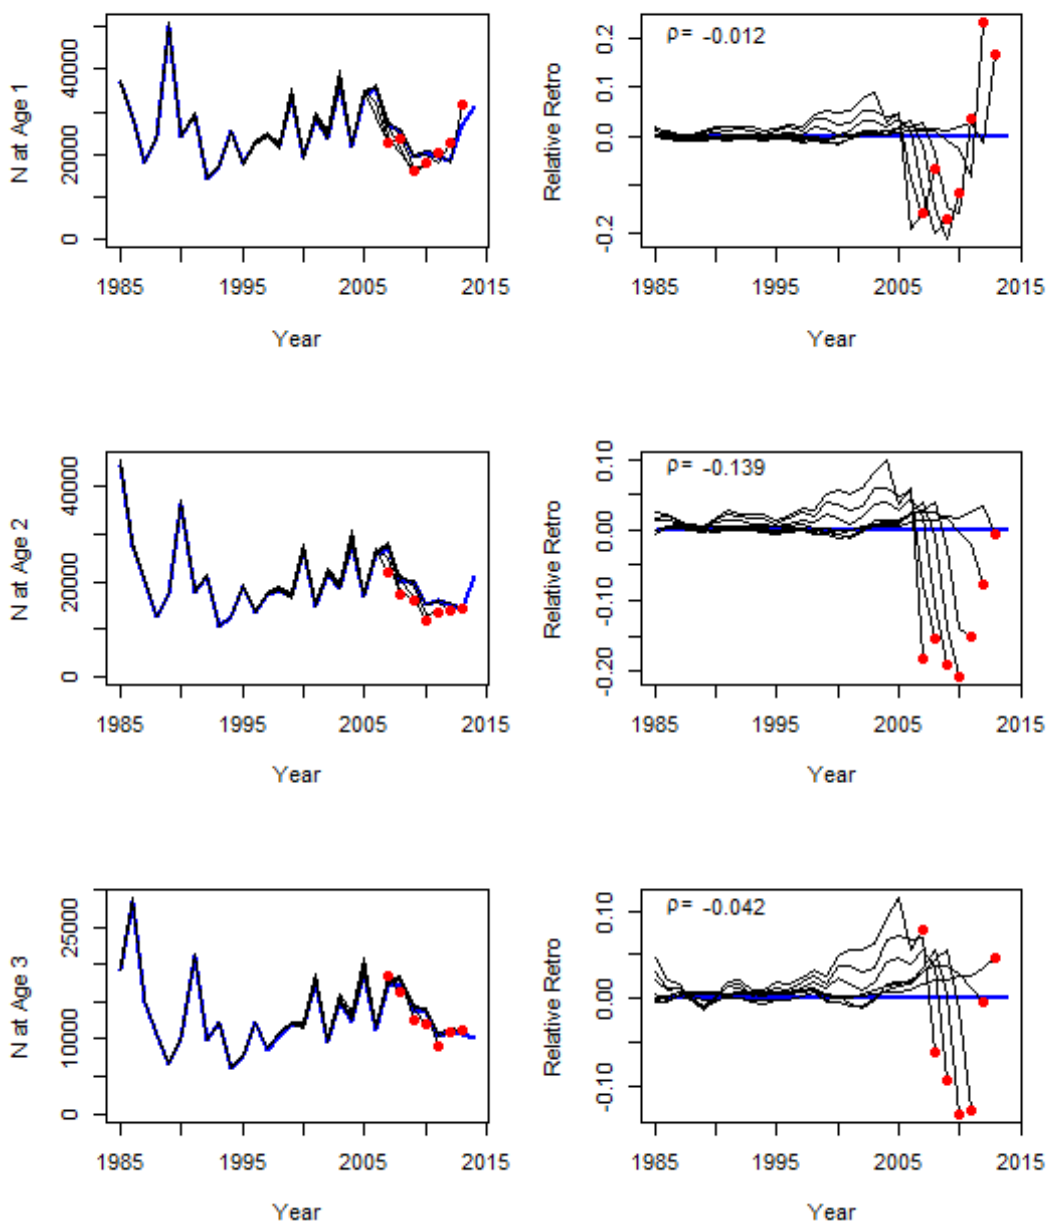 N at Age 1
0
20000
40000
1985
1995
2005
2015
Year
Relative Retro
-0.2
0.0
0.1
0.2
ρ= -0.012
1985
1995
2005
2015
Year
N at Age 2
0
20000
40000
1985
1995
2005
2015
Year
Relative Retro
-0.20
-0.10
0.00
0.10
ρ= -0.139
1985
1995
2005
2015
Year
N at Age 3
0
10000
25000
1985
1995
2005
2015
Year
Relative Retro
-0.10
0.00
0.10
ρ= -0.042
1985
1995
2005
2015
Year